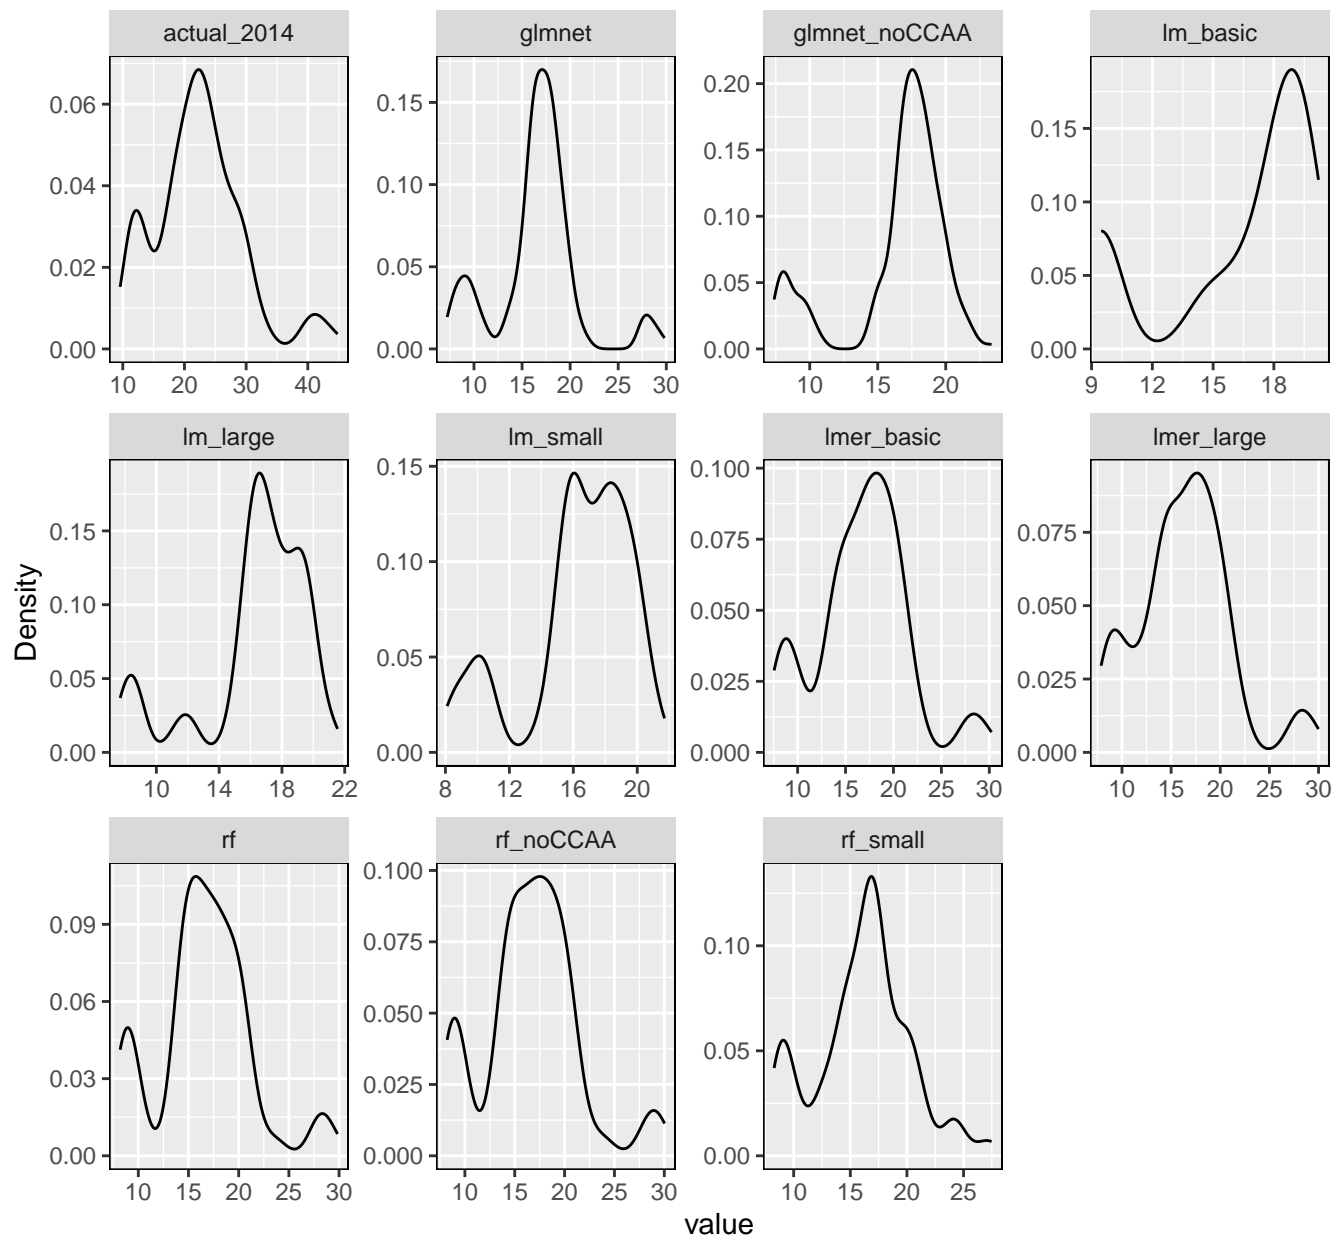 actual_2014 glmnet glmnet_noCCAA lm_basic
0.06
0.04
0.02
0.00
10 20 30 40
0.15
0.10
0.05
0.00
10 15 20 25 30
0.20
0.15
0.10
0.05
0.00
10 15 20
0.15
0.10
0.05
0.00
9 12 15 18
lm_large lm_small lmer_basic lmer_large
0.15
0.10
0.05
0.00
10 14 18 22
0.15
0.10
0.05
0.00
8 12 16 20
0.100
0.075
0.050
0.025
0.000
10 15 20 25 30
0.075
0.050
0.025
0.000
10 15 20 25 30
Density
rf rf_noCCAA rf_small
0.09
0.06
0.03
0.00
10 15 20 25 30
0.100
0.075
0.050
0.025
0.000
10 15 20 25 30
0.10
0.05
0.00
10 15 20 25
value